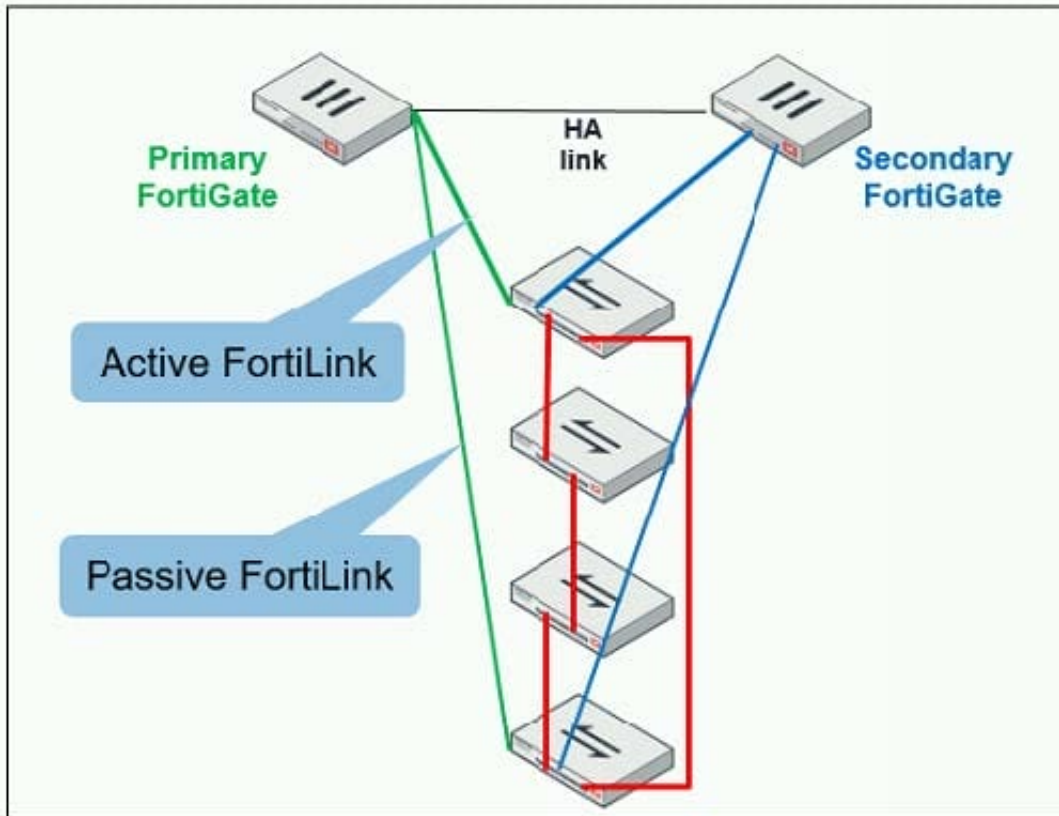 Primary
FortiGate
HA
link
Secondary
FortiGate
Active FortiLink
Passive FortiLink